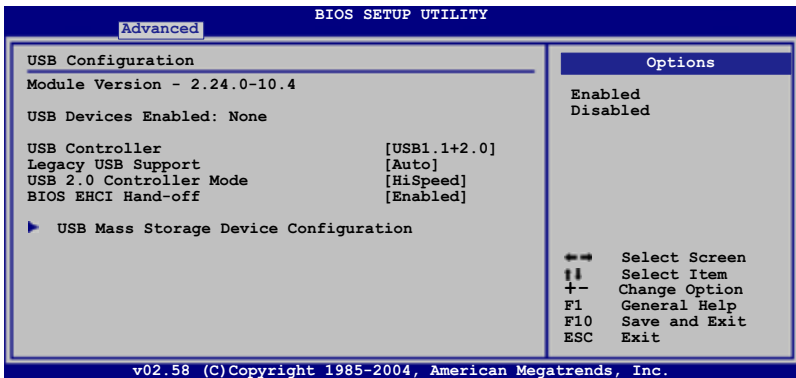 BIOS SETUP UTILITY
Advanced
USB Configuration
Module Version - 2.24.0-10.4
USB Devices Enabled: None
USB Controller [USB1.1+2.0]
Legacy USB Support [Auto]
USB 2.0 Controller Mode [HiSpeed]
BIOS EHCI Hand-off [Enabled]
USB Mass Storage Device Configuration
Options
Enabled
Disabled
Select Screen
Select Item
+- Change Option
F1 General Help
F10 Save and Exit
ESC Exit
v02.58 (C)Copyright 1985-2004, American Megatrends, Inc.